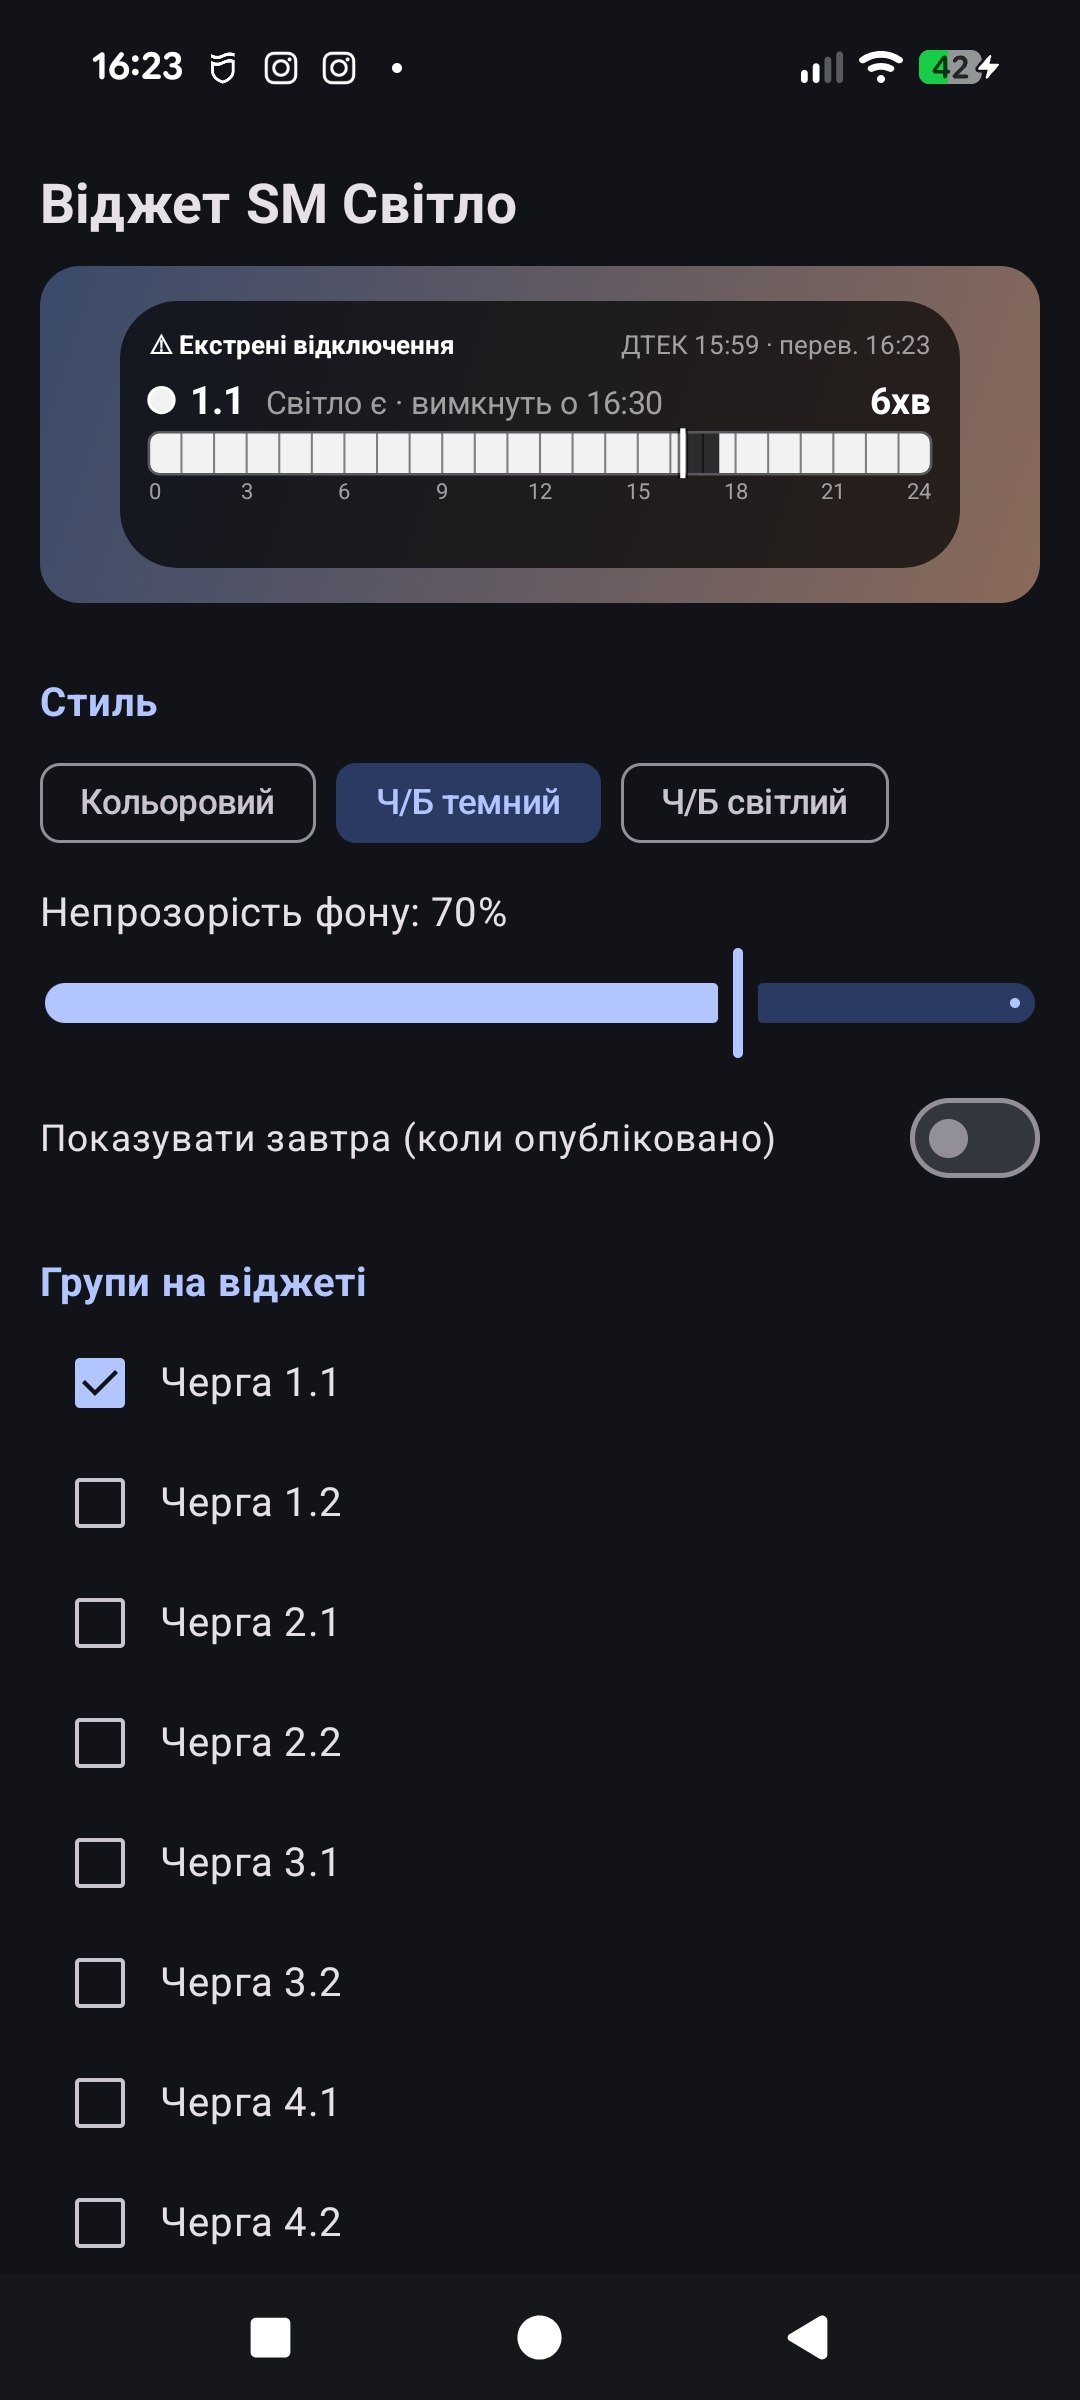 16:23
42
Віджет SM Світло
⚠ Екстрені відключення ДТЕК 15:59 · перев. 16:23
1.1 Світло є · вимкнуть о 16:30 6хв
0 3 6 9 12 15 18 21 24
Стиль
Кольоровий Ч/Б темний Ч/Б світлий
Непрозорість фону: 70%
Показувати завтра (коли опубліковано)
Групи на віджеті
Черга 1.1
Черга 1.2
Черга 2.1
Черга 2.2
Черга 3.1
Черга 3.2
Черга 4.1
Черга 4.2